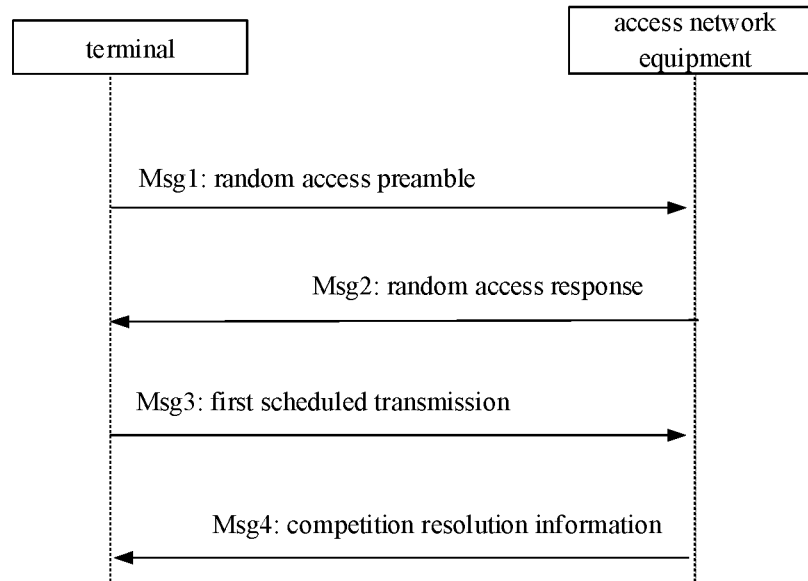 terminal
access network
equipment
Msg1: random access preamble
Msg2: random access response
Msg3: first scheduled transmission
Msg4: competition resolution information